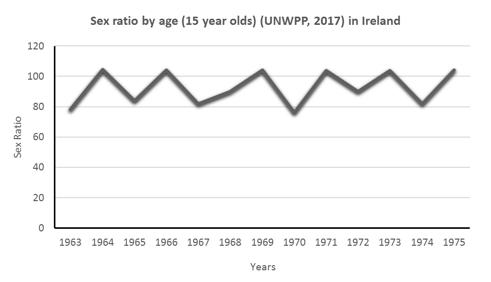 Sex ratio by age (15 year olds) (UNWPP, 2017) in Ireland
120
100
80
60
40
20
0
Sex Ratio
1963 1964 1965 1966 1967 1968 1969 1970 1971 1972 1973 1974 1975
Years